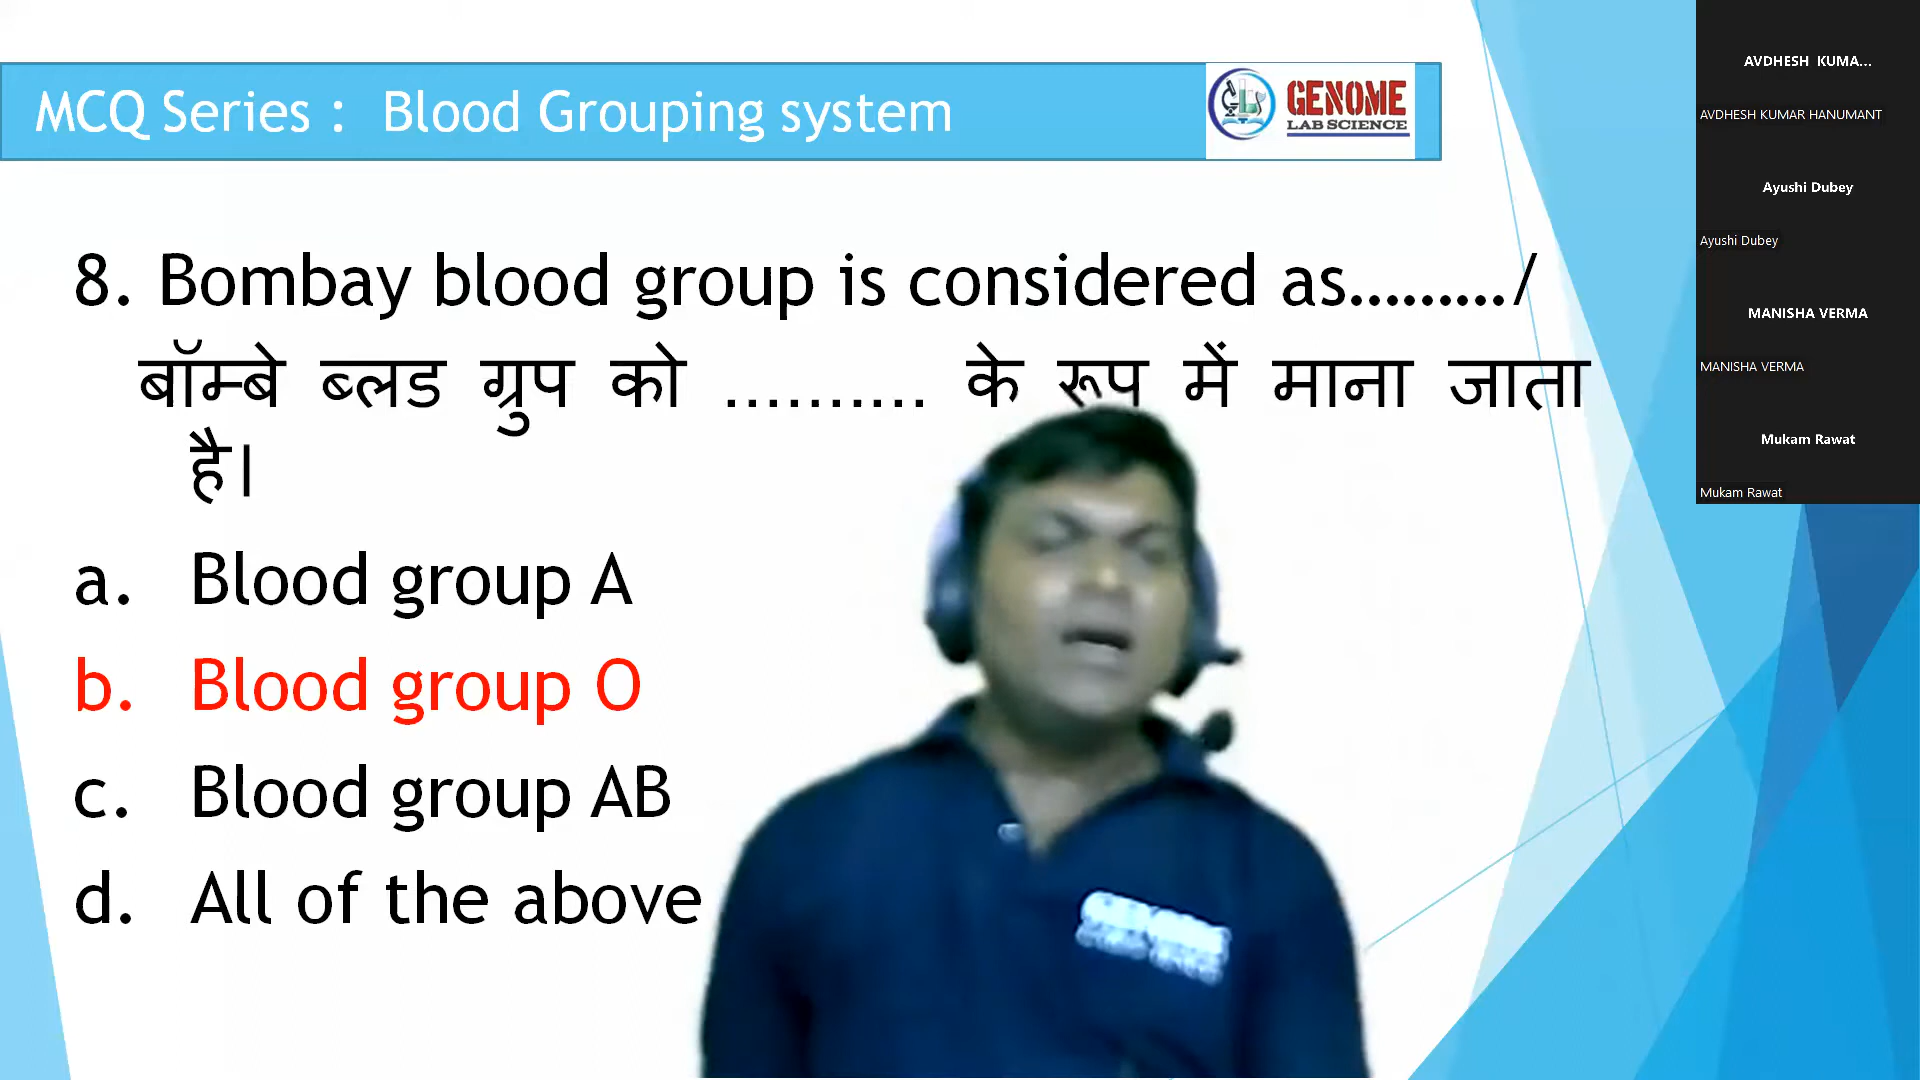 MCQ Series :  Blood Grouping system
GENOME
LAB SCIENCE
8. Bombay blood group is considered as………/
बॉम्बे ब्लड ग्रुप को .......... के रूप में माना जाता
है।
a. Blood group A
b. Blood group O
c. Blood group AB
d. All of the above
AVDHESH KUMA...
AVDHESH KUMAR HANUMANT
Ayushi Dubey
Ayushi Dubey
MANISHA VERMA
MANISHA VERMA
Mukam Rawat
Mukam Rawat